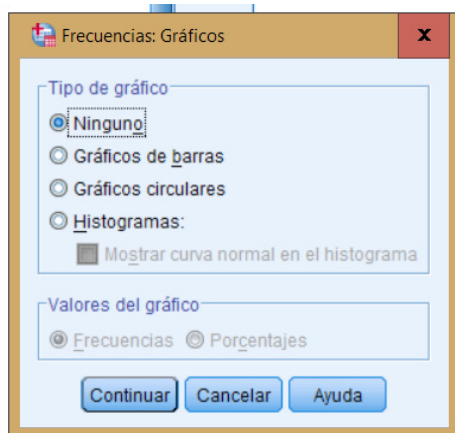 Frecuencias: Gráficos
x
Tipo de gráfico
Ninguno
Gráficos de barras
Gráficos circulares
Histogramas:
Mostrar curva normal en el histograma
Valores del gráfico
Frecuencias Porcentajes
Continuar Cancelar Ayuda